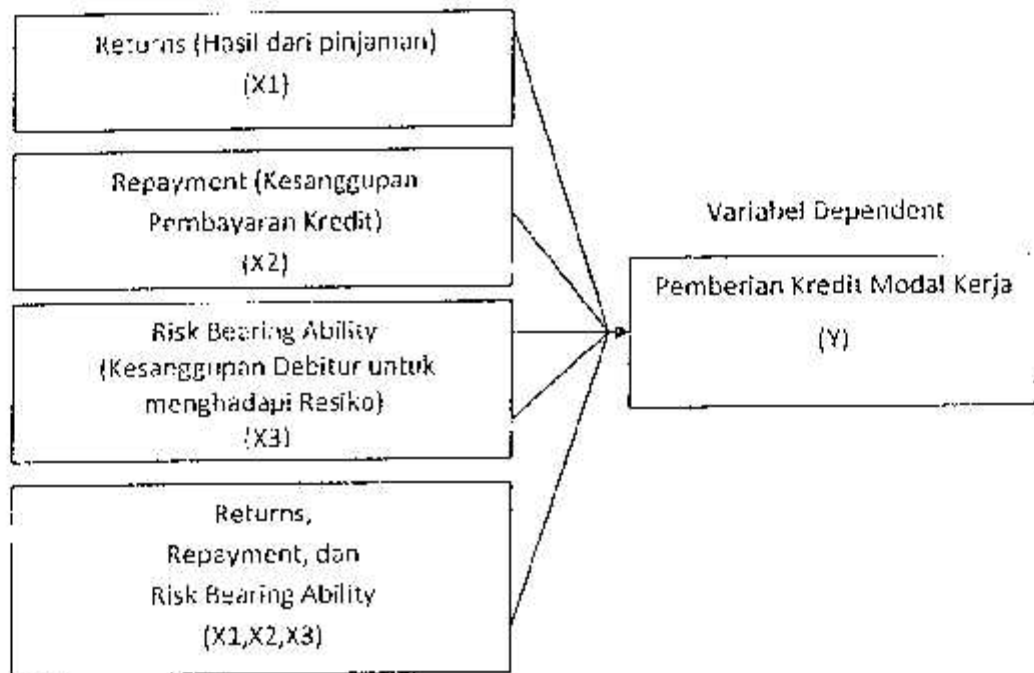 Returns (Hasil dari pinjaman)
(X1)
Repayment (Kesanggupan
Pembayaran Kredit)
(X2)
Risk Bearing Ability
(Kesanggupan Debitur untuk
menghadapi Resiko)
(X3)
Returns,
Repayment, dan
Risk Bearing Ability
(X1,X2,X3)
Variabel Dependent
Pemberian Kredit Modal Kerja
(Y)